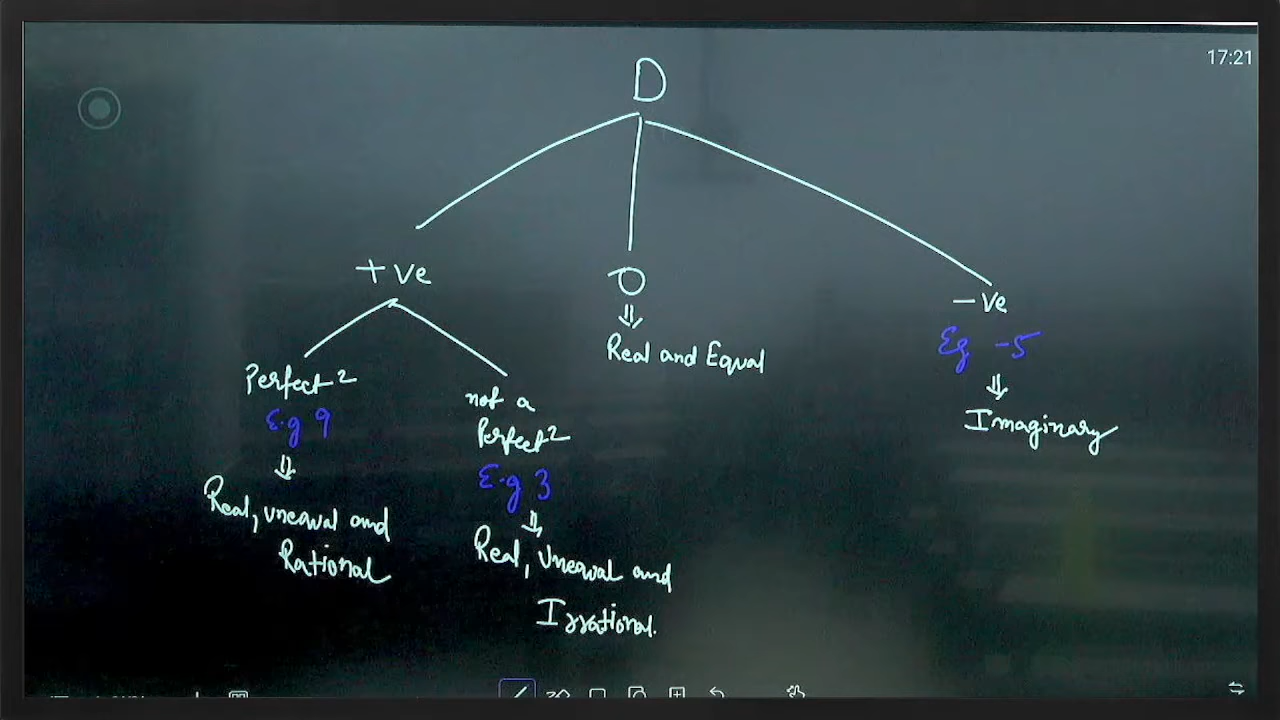 17:21
D
+ve
0
-ve
Real and Equal
Eg -5
Imaginary
Perfect²
E.g 9
Real, unequal and
Rational
not a
Perfect²
E.g 3
Real, Unequal and
Irrational.